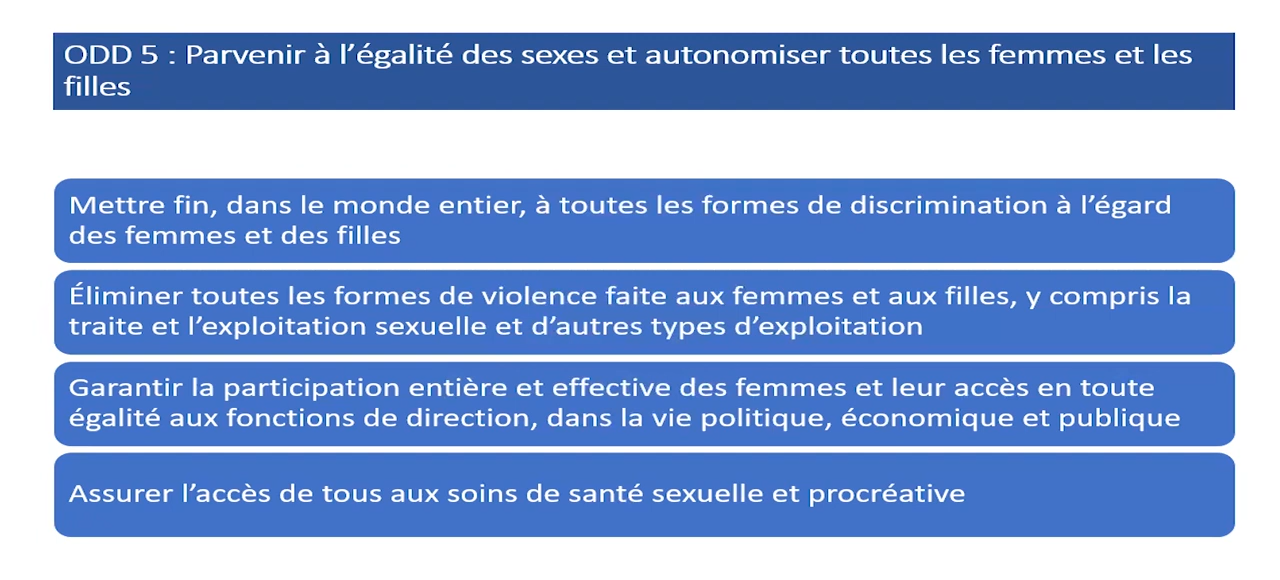 ODD 5 : Parvenir à l’égalité des sexes et autonomiser toutes les femmes et les
filles
Mettre fin, dans le monde entier, à toutes les formes de discrimination à l’égard
des femmes et des filles
Éliminer toutes les formes de violence faite aux femmes et aux filles, y compris la
traite et l’exploitation sexuelle et d’autres types d’exploitation
Garantir la participation entière et effective des femmes et leur accès en toute
égalité aux fonctions de direction, dans la vie politique, économique et publique
Assurer l’accès de tous aux soins de santé sexuelle et procréative